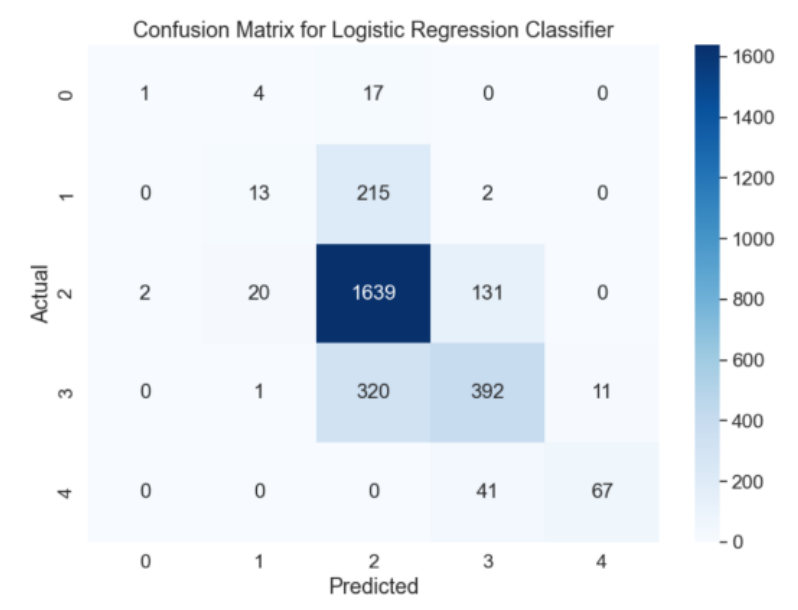 Confusion Matrix for Logistic Regression Classifier
0 1 4 17 0 0
1 0 13 215 2 0
2 2 20 1639 131 0
3 0 1 320 392 11
4 0 0 0 41 67
0 1 2 3 4
Predicted
Actual
1600
1400
1200
1000
800
600
400
200
0